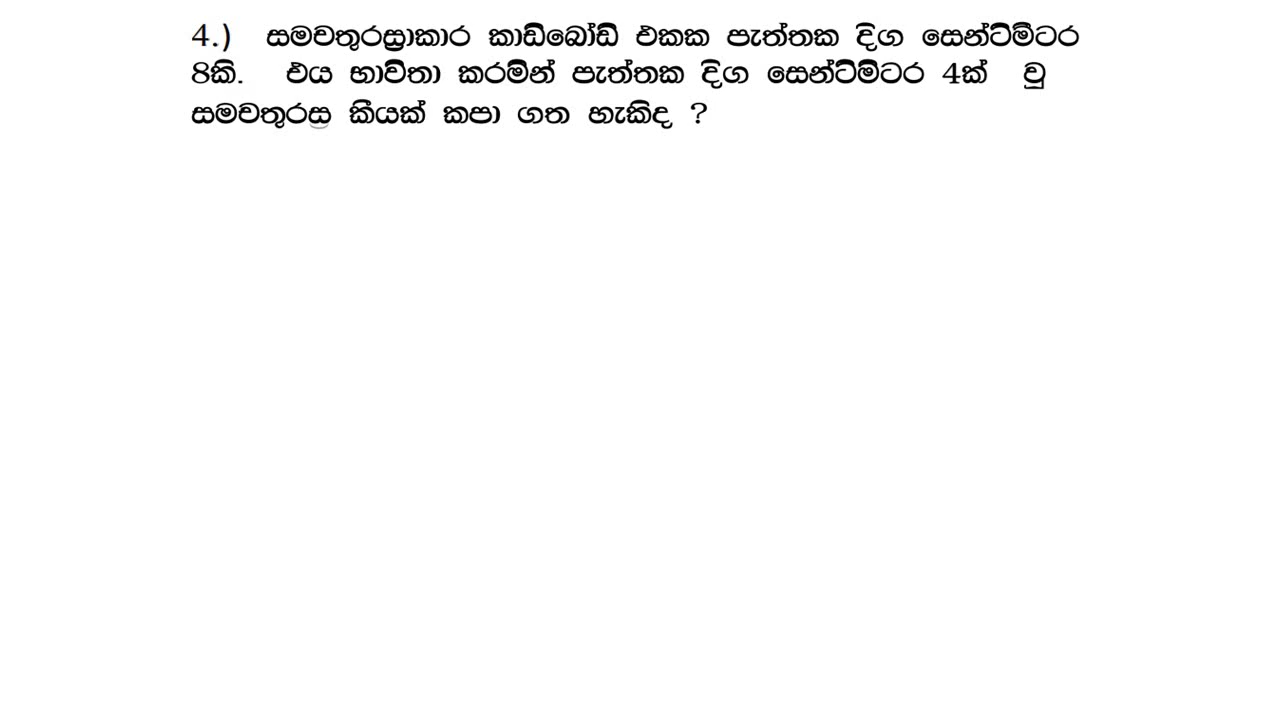 4.) සමචතුරස්‍රාකාර කාඩ්බෝඩ් එකක පැත්තක දිග සෙන්ටිමීටර
8කි. එය භාවිතා කරමින් පැත්තක දිග සෙන්ටිමිටර 4ක් වු
සමචතුරස්‍ර කීයක් කපා ගත හැකිද ?